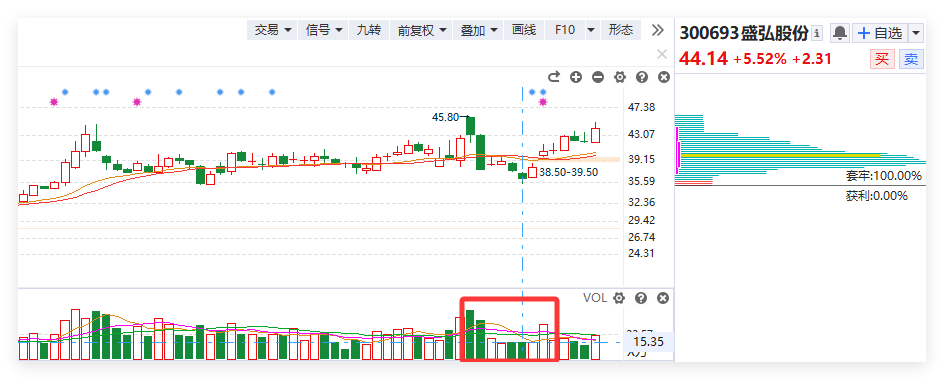 交易 信号 九转 前复权 叠加 画线 F10 形态
300693盛弘股份 i
自选
44.14 +5.52% +2.31 买 卖
47.38
45.80
43.07
39.15
38.50-39.50
35.59
32.36
29.42
26.74
24.31
套牢:100.00%
获利:0.00%
VOL
15.35